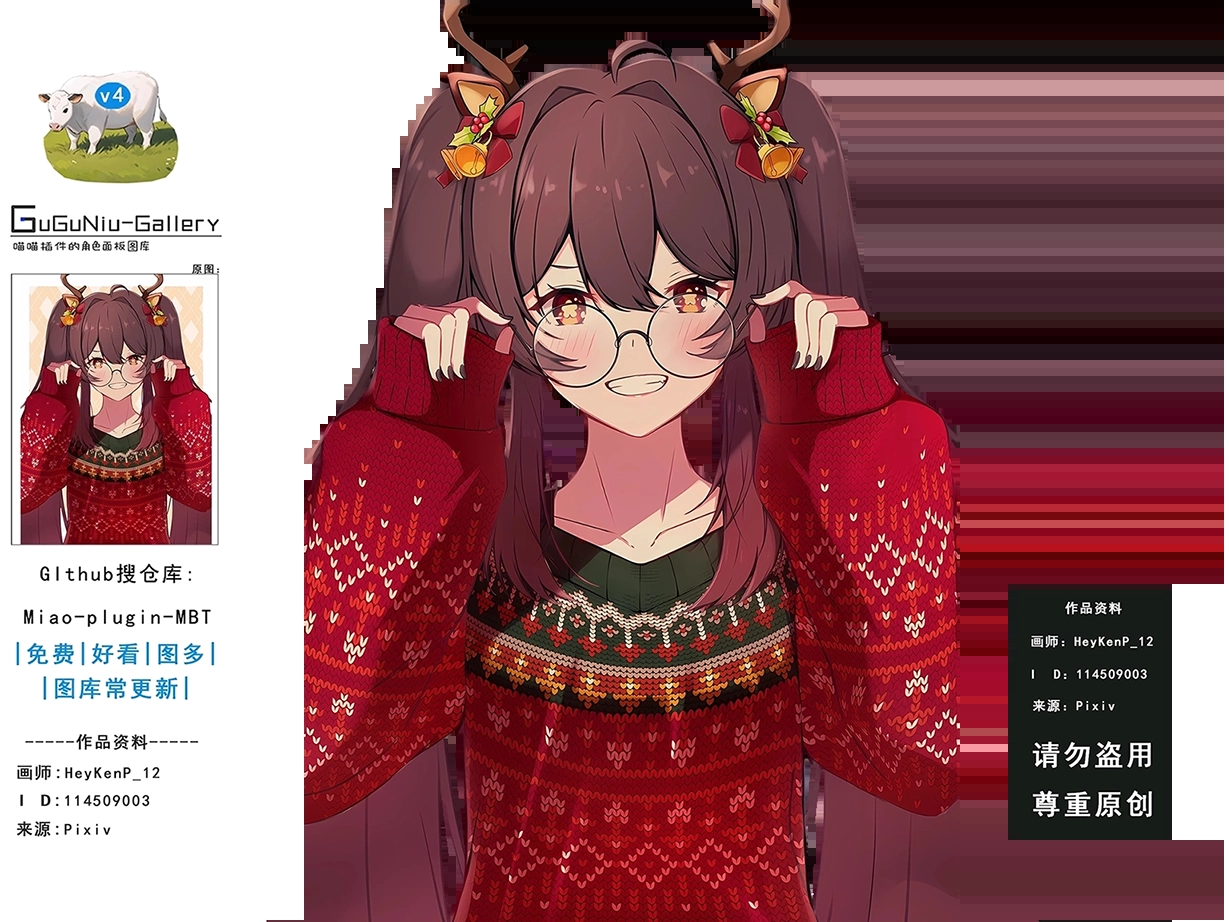 v4
GuGuNiu-Gallery
喵喵插件的角色面板图库
原图:
GIthub搜仓库:
Miao-plugin-MBT
|免费|好看|图多|
|图库常更新|
-----作品资料-----
画师:HeyKenP_12
I D:114509003
来源:Pixiv
作品资料
画师: HeyKenP_12
I D: 114509003
来源: Pixiv
请勿盗用
尊重原创